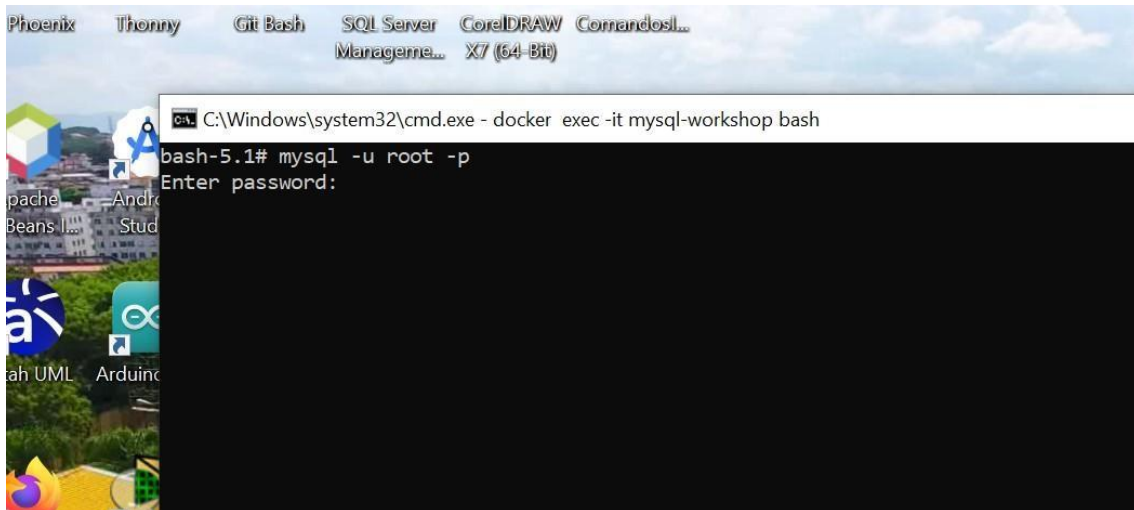 Phoenix
Thonny
Git Bash
SQL Server
Manageme...
CorelDRAW
X7 (64-Bit)
Comandosl...
C:\Windows\system32\cmd.exe - docker exec -it mysql-workshop bash
bash-5.1# mysql -u root -p
Enter password:
pache
Beans I...
Andro
Stud
tah UML
Arduino